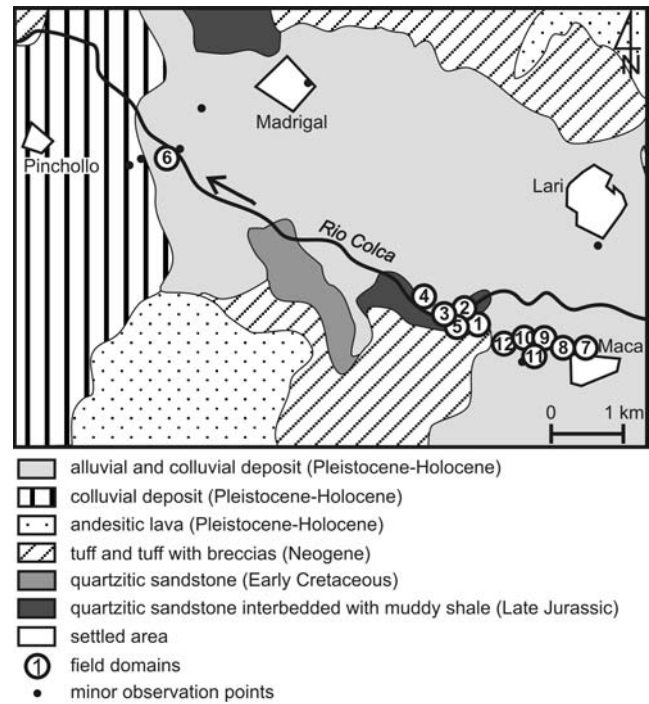 N
Madrigal
Pinchollo
6
Lari
Rio Colca
4
2
3
5
1
10
9
12
11
8
7
Maca
0 1 km
alluvial and colluvial deposit (Pleistocene-Holocene)
colluvial deposit (Pleistocene-Holocene)
andesitic lava (Pleistocene-Holocene)
tuff and tuff with breccias (Neogene)
quartzitic sandstone (Early Cretaceous)
quartzitic sandstone interbedded with muddy shale (Late Jurassic)
settled area
1 field domains
minor observation points